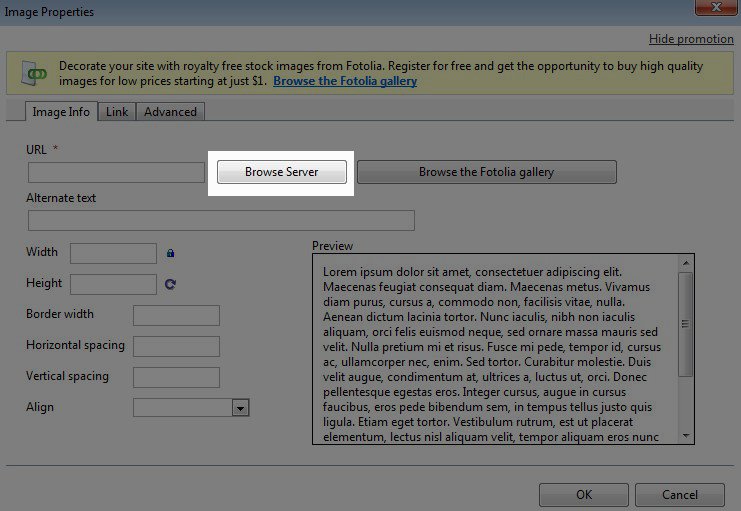 Image Properties
Hide promotion
Decorate your site with royalty free stock images from Fotolia. Register for free and get the opportunity to buy high quality
images for low prices starting at just $1. Browse the Fotolia gallery
Image Info Link Advanced
URL *
Browse Server Browse the Fotolia gallery
Alternate text
Width
Height
Border width
Horizontal spacing
Vertical spacing
Align
Preview
Lorem ipsum dolor sit amet, consectetuer adipiscing elit.
Maecenas feugiat consequat diam. Maecenas metus. Vivamus
diam purus, cursus a, commodo non, facilisis vitae, nulla.
Aenean dictum lacinia tortor. Nunc iaculis, nibh non iaculis
aliquam, orci felis euismod neque, sed ornare massa mauris sed
velit. Nulla pretium mi et risus. Fusce mi pede, tempor id, cursus
ac, ullamcorper nec, enim. Sed tortor. Curabitur molestie. Duis
velit augue, condimentum at, ultrices a, luctus ut, orci. Donec
pellentesque egestas eros. Integer cursus, augue in cursus
faucibus, eros pede bibendum sem, in tempus tellus justo quis
ligula. Etiam eget tortor. Vestibulum rutrum, est ut placerat
elementum, lectus nisl aliquam velit, tempor aliquam eros nunc
OK Cancel